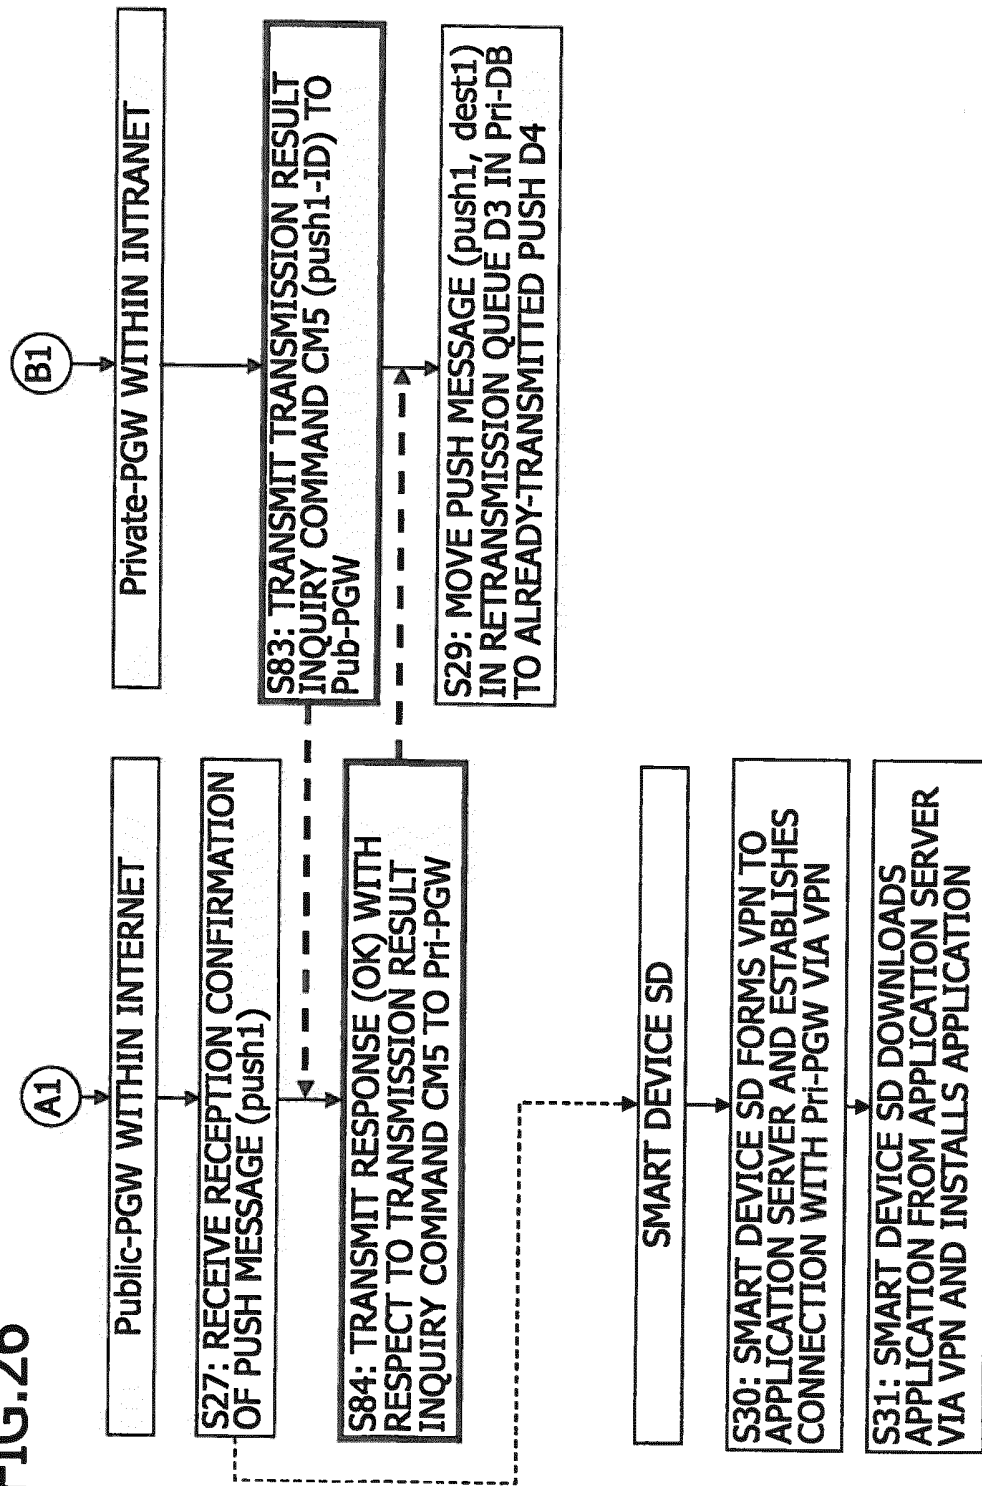 FIG.26
A1
Public-PGW WITHIN INTERNET
S27: RECEIVE RECEPTION CONFIRMATION
OF PUSH MESSAGE (push1)
S84: TRANSMIT RESPONSE (OK) WITH
RESPECT TO TRANSMISSION RESULT
INQUIRY COMMAND CM5 TO Pri-PGW
B1
Private-PGW WITHIN INTRANET
S83: TRANSMIT TRANSMISSION RESULT
INQUIRY COMMAND CM5 (push1-ID) TO
Pub-PGW
S29: MOVE PUSH MESSAGE (push1, dest1)
IN RETRANSMISSION QUEUE D3 IN Pri-DB
TO ALREADY-TRANSMITTED PUSH D4
SMART DEVICE SD
S30: SMART DEVICE SD FORMS VPN TO
APPLICATION SERVER AND ESTABLISHES
CONNECTION WITH Pri-PGW VIA VPN
S31: SMART DEVICE SD DOWNLOADS
APPLICATION FROM APPLICATION SERVER
VIA VPN AND INSTALLS APPLICATION